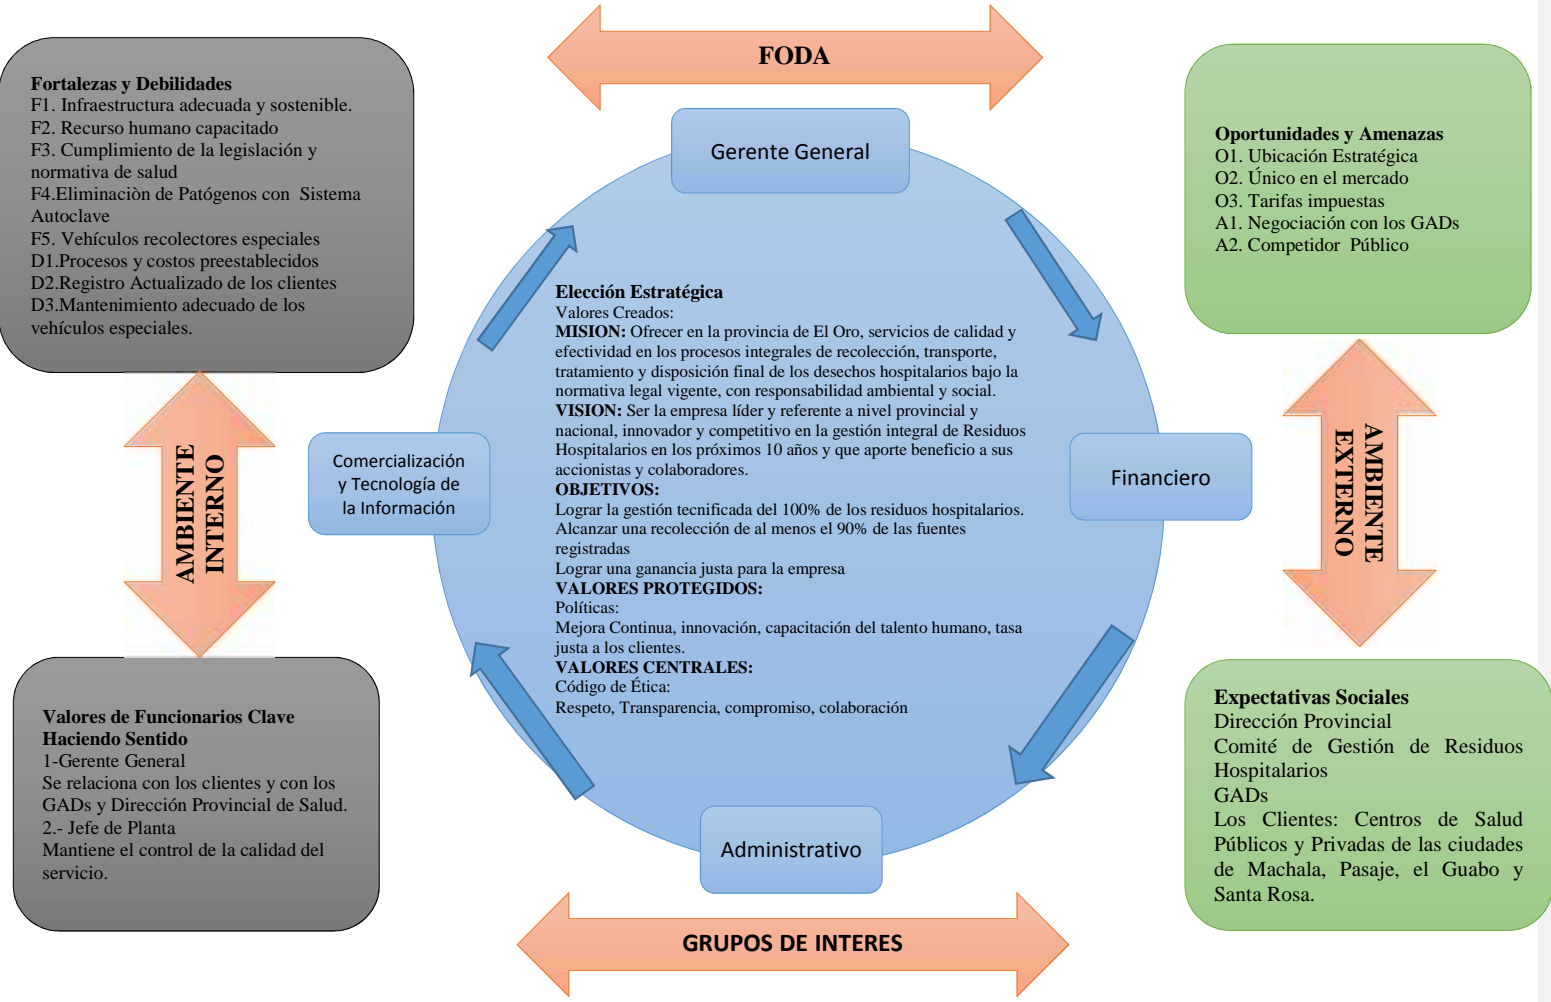 FODA
Fortalezas y Debilidades
F1. Infraestructura adecuada y sostenible.
F2. Recurso humano capacitado
F3. Cumplimiento de la legislación y
normativa de salud
F4.Eliminaciòn de Patógenos con Sistema
Autoclave
F5. Vehículos recolectores especiales
D1.Procesos y costos preestablecidos
D2.Registro Actualizado de los clientes
D3.Mantenimiento adecuado de los
vehículos especiales.
Gerente General
Oportunidades y Amenazas
O1. Ubicación Estratégica
O2. Único en el mercado
O3. Tarifas impuestas
A1. Negociación con los GADs
A2. Competidor Público
Elección Estratégica
Valores Creados:
MISION: Ofrecer en la provincia de El Oro, servicios de calidad y
efectividad en los procesos integrales de recolección, transporte,
tratamiento y disposición final de los desechos hospitalarios bajo la
normativa legal vigente, con responsabilidad ambiental y social.
VISION: Ser la empresa líder y referente a nivel provincial y
nacional, innovador y competitivo en la gestión integral de Residuos
Hospitalarios en los próximos 10 años y que aporte beneficio a sus
accionistas y colaboradores.
OBJETIVOS:
Lograr la gestión tecnificada del 100% de los residuos hospitalarios.
Alcanzar una recolección de al menos el 90% de las fuentes
registradas
Lograr una ganancia justa para la empresa
VALORES PROTEGIDOS:
Políticas:
Mejora Continua, innovación, capacitación del talento humano, tasa
justa a los clientes.
VALORES CENTRALES:
Código de Ética:
Respeto, Transparencia, compromiso, colaboración
AMBIENTE
INTERNO
Comercialización
y Tecnología de
la Información
Financiero
AMBIENTE
EXTERNO
Valores de Funcionarios Clave
Haciendo Sentido
1-Gerente General
Se relaciona con los clientes y con los
GADs y Dirección Provincial de Salud.
2.- Jefe de Planta
Mantiene el control de la calidad del
servicio.
Administrativo
Expectativas Sociales
Dirección Provincial
Comité de Gestión de Residuos
Hospitalarios
GADs
Los Clientes: Centros de Salud
Públicos y Privadas de las ciudades
de Machala, Pasaje, el Guabo y
Santa Rosa.
GRUPOS DE INTERES